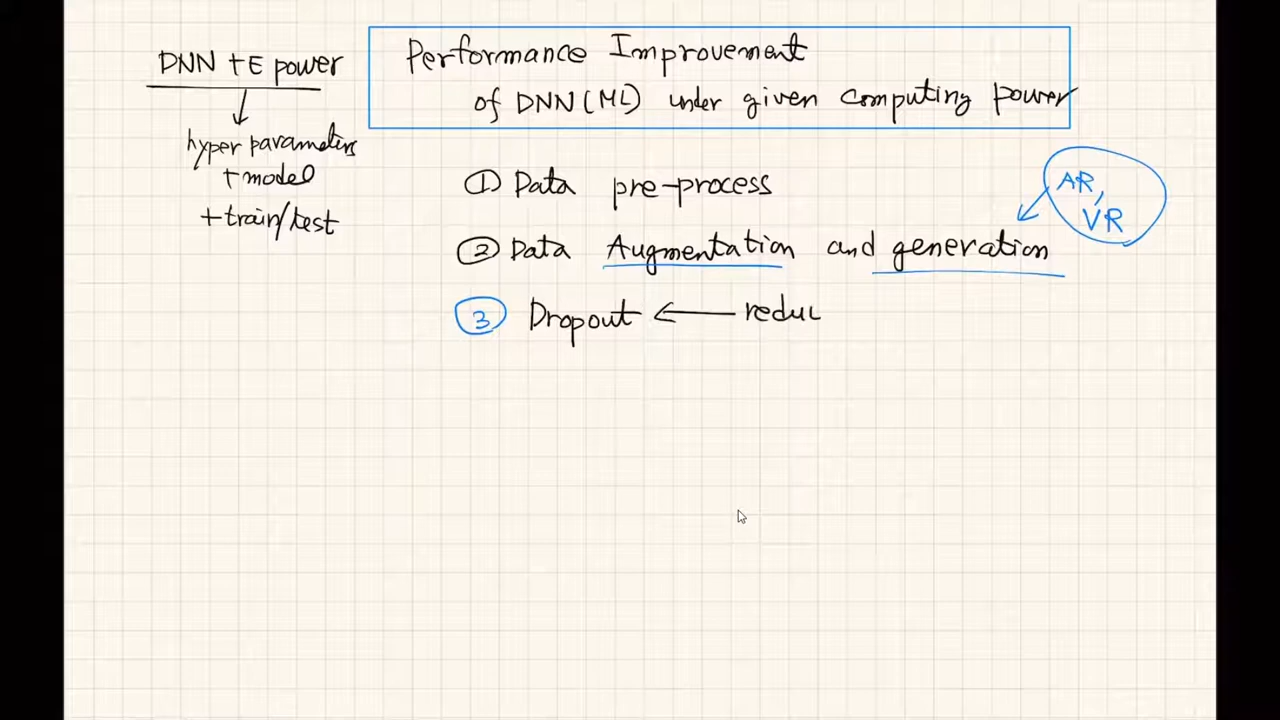 DNN + E power
hyper parameters
+ model
+ train/test
Performance Improvement
of DNN (ML) under given computing power
① Data pre-process
② Data Augmentation and generation
AR,
VR
③ Dropout ← reduc